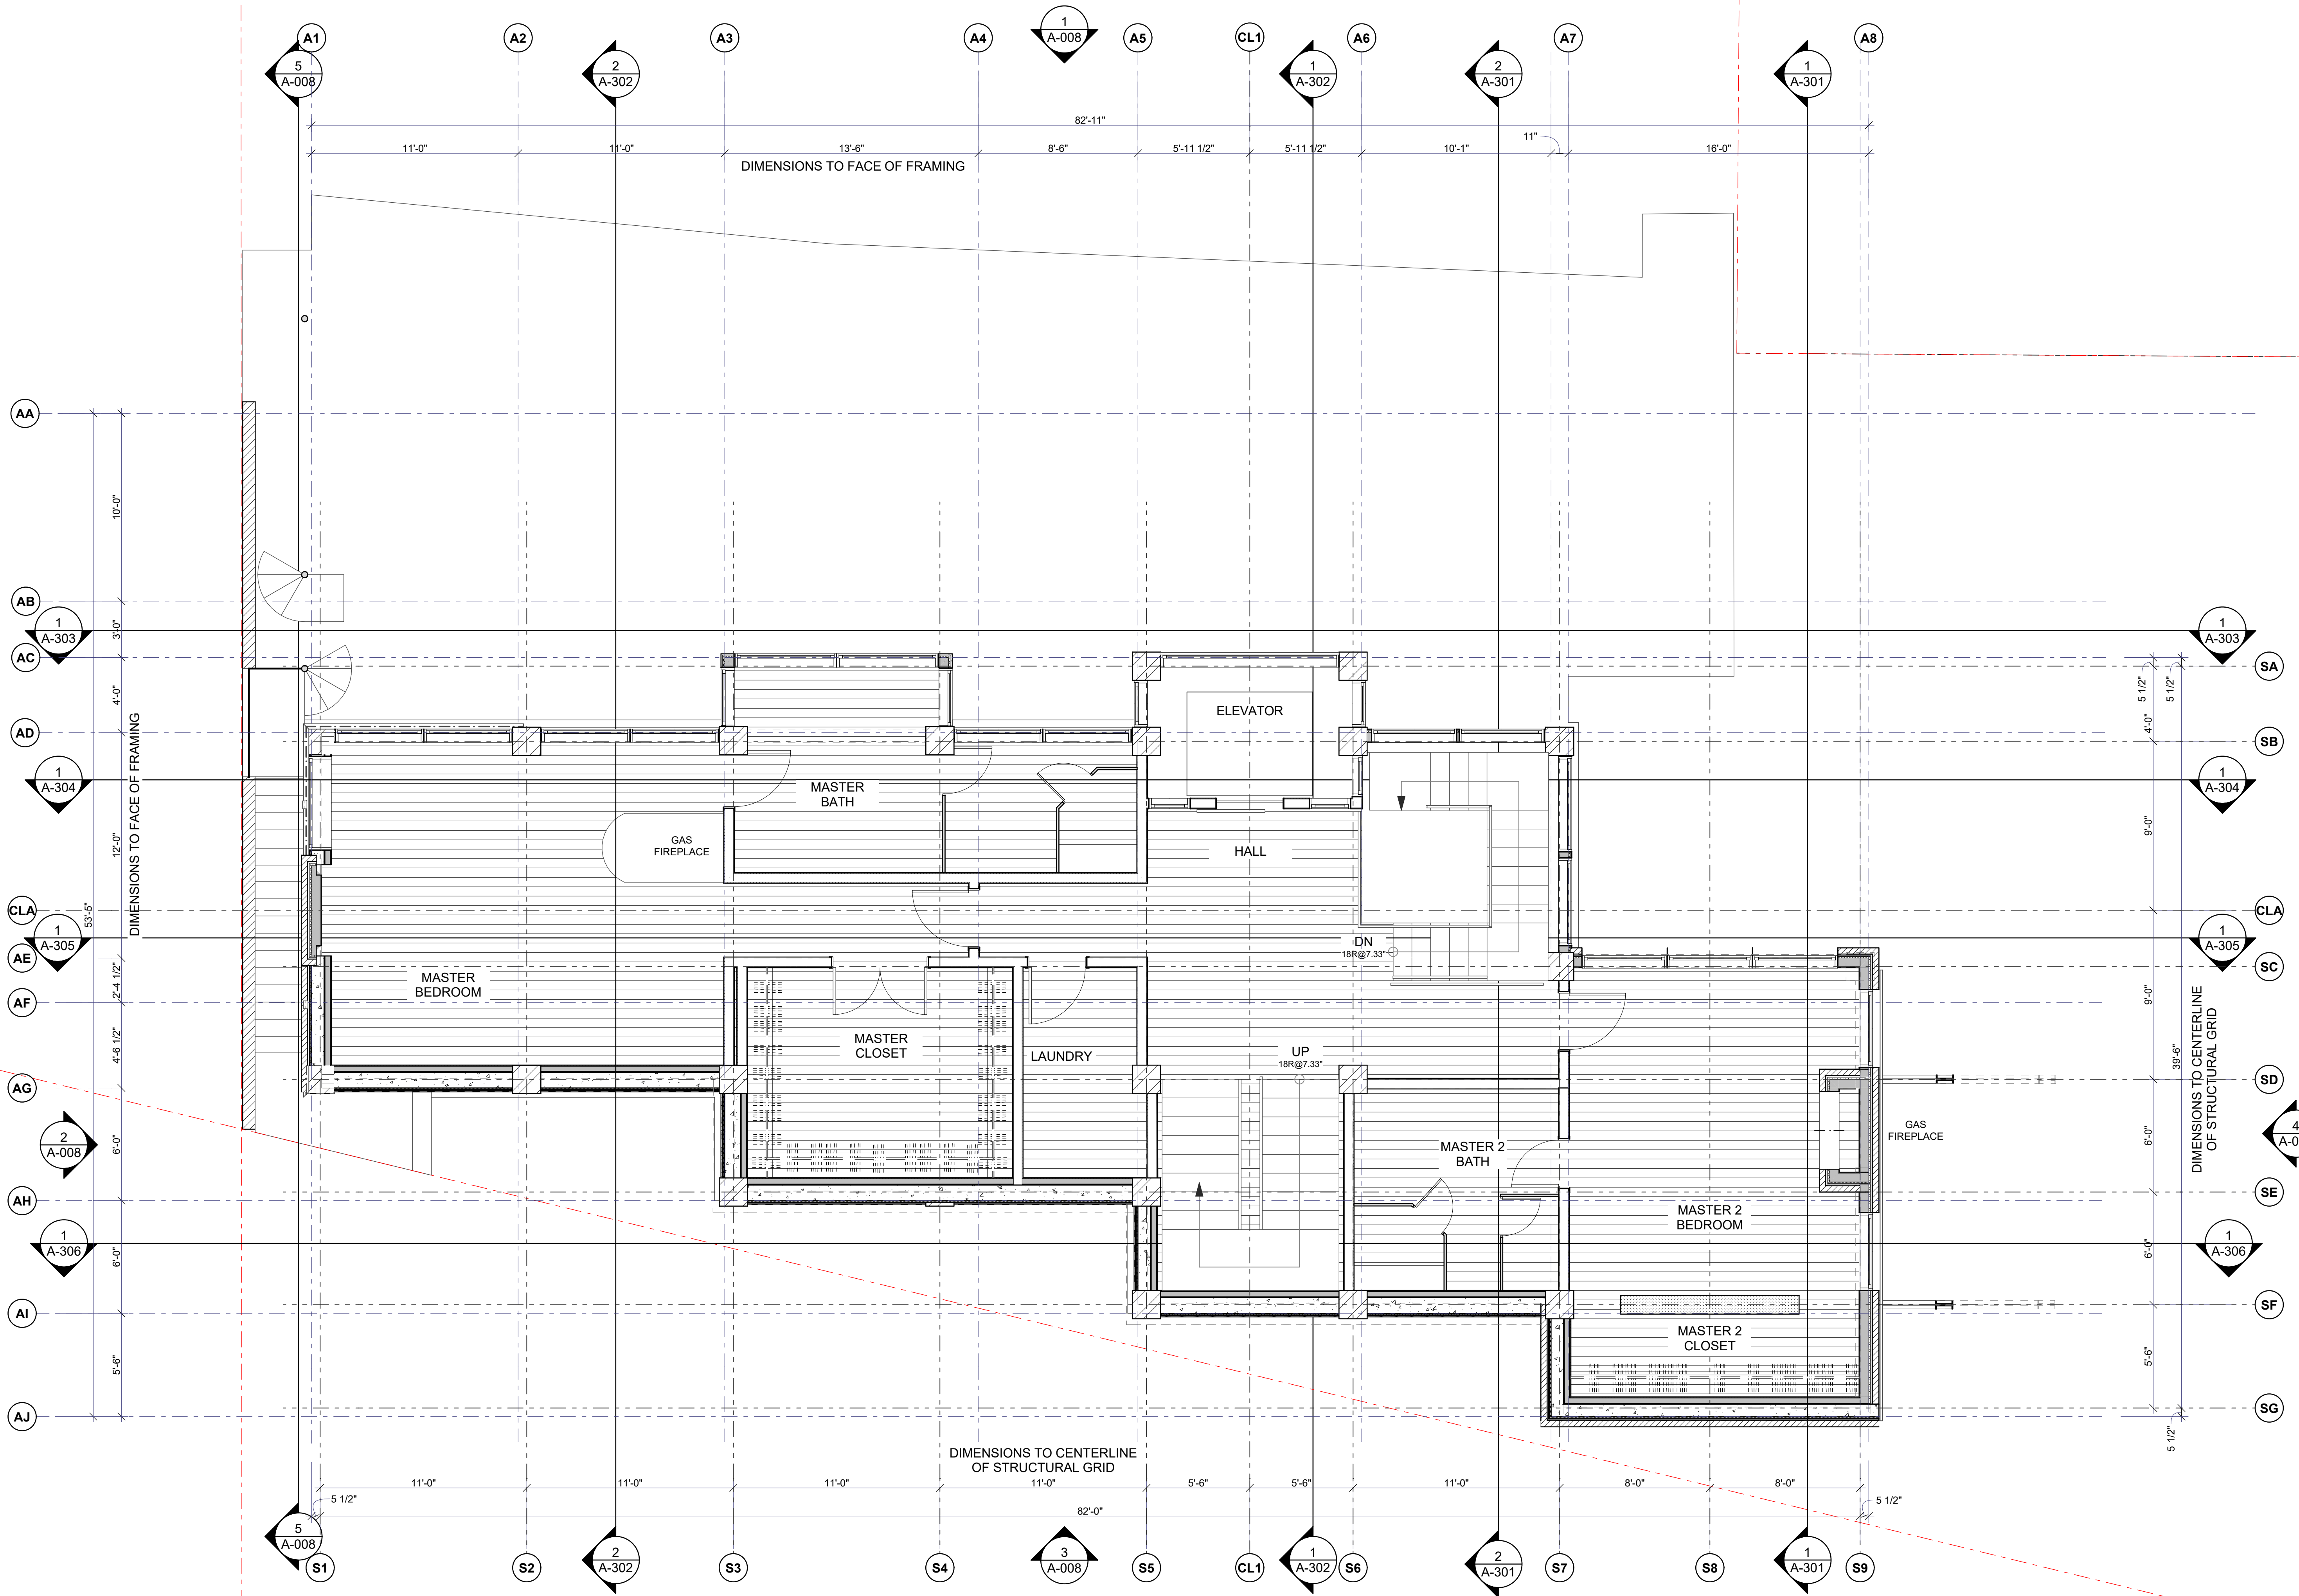 A1
A2
A3
A4
1
A-008
A5
CL1
A6
A7
A8
5
A-008
2
A-302
1
A-302
2
A-301
1
A-301
82'-11"
11'-0"
11'-0"
13'-6"
8'-6"
5'-11 1/2"
5'-11 1/2"
10'-1"
11"
16'-0"
DIMENSIONS TO FACE OF FRAMING
AA
10'-0"
AB
1
A-303
3'-0"
1
A-303
AC
SA
4'-0"
5 1/2"
5 1/2"
4'-0"
AD
SB
DIMENSIONS TO FACE OF FRAMING
1
A-304
1
A-304
12'-0"
9'-0"
53'-5"
CLA
CLA
1
A-305
1
A-305
AE
SC
2'-4 1/2"
AF
9'-0"
4'-6 1/2"
39'-6"
DIMENSIONS TO CENTERLINE
OF STRUCTURAL GRID
AG
SD
2
A-008
6'-0"
6'-0"
4
A-0
AH
SE
1
A-306
6'-0"
6'-0"
1
A-306
AI
SF
5'-6"
5'-6"
AJ
SG
5 1/2"
ELEVATOR
MASTER
BATH
GAS
FIREPLACE
HALL
DN
18R@7.33"
MASTER
BEDROOM
MASTER
CLOSET
LAUNDRY
UP
18R@7.33"
GAS
FIREPLACE
MASTER 2
BATH
MASTER 2
BEDROOM
MASTER 2
CLOSET
DIMENSIONS TO CENTERLINE
OF STRUCTURAL GRID
11'-0"
11'-0"
11'-0"
11'-0"
5'-6"
5'-6"
11'-0"
8'-0"
8'-0"
5 1/2"
5 1/2"
82'-0"
5
A-008
S1
S2
2
A-302
S3
S4
3
A-008
S5
CL1
1
A-302
S6
2
A-301
S7
S8
1
A-301
S9